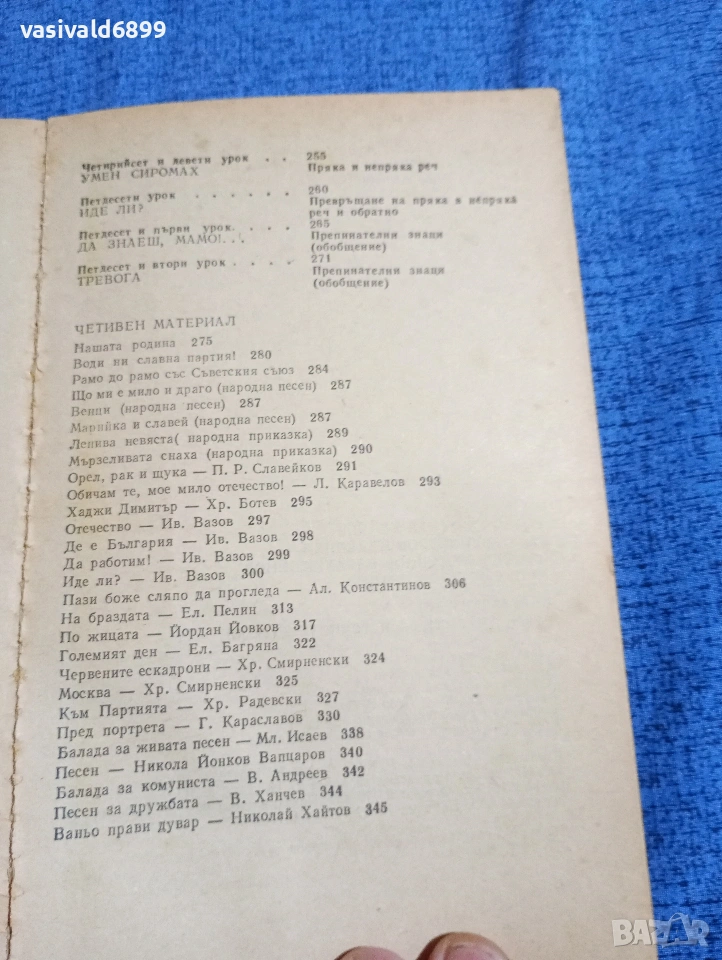 vasivald6899
Четирийсет и девети урок . . 255
УМЕН СИРОМАХ Пряка и непряка реч
Петдесети урок . . . . . . 260
ИДЕ ЛИ? Превръщане на пряка в непряка
реч и обратно
Петдесет и първи урок. . . . 265
ДА ЗНАЕШ, МАМО!. . . Препинателни знаци
(обобщение)
Петдесет и втори урок . . . . 271
ТРЕВОГА Препинателни знаци
(обобщение)
ЧЕТИВЕН МАТЕРИАЛ
Нашата родина 275
Води ни славна партия! 280
Рамо до рамо със Съветския съюз 284
Що ми е мило и драго (народна песен) 287
Венци (народна песен) 287
Марийка и славей (народна песен) 287
Ленива невяста( народна приказка) 289
Мързеливата снаха (народна приказка) 290
Орел, рак и щука — П. Р. Славейков 291
Обичам те, мое мило отечество! — Л. Каравелов 293
Хаджи Димитър — Хр. Ботев 295
Отечество — Ив. Вазов 297
Де е България — Ив. Вазов 298
Да работим! — Ив. Вазов 299
Иде ли? — Ив. Вазов 300
Пази боже сляпо да прогледа — Ал. Константинов 306
На браздата — Ел. Пелин 313
По жицата — Йордан Йовков 317
Големият ден — Ел. Багряна 322
Червените ескадрони — Хр. Смирненски 324
Москва — Хр. Смирненски 325
Към Партията — Хр. Радевски 327
Пред портрета — Г. Караславов 330
Балада за живата песен — Мл. Исаев 338
Песен — Никола Йонков Вапцаров 340
Балада за комуниста — В. Андреев 342
Песен за дружбата — В. Ханчев 344
Ваньо прави дувар — Николай Хайтов 345
BAZAR